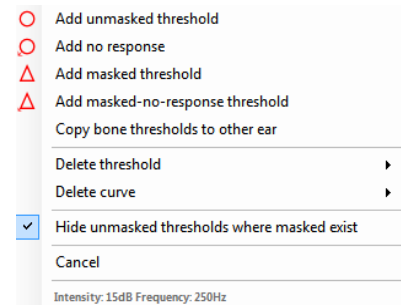 Add unmasked threshold
Add no response
Add masked threshold
Add masked-no-response threshold
Copy bone thresholds to other ear
Delete threshold
Delete curve
Hide unmasked thresholds where masked exist
Cancel
Intensity: 15dB Frequency: 250Hz